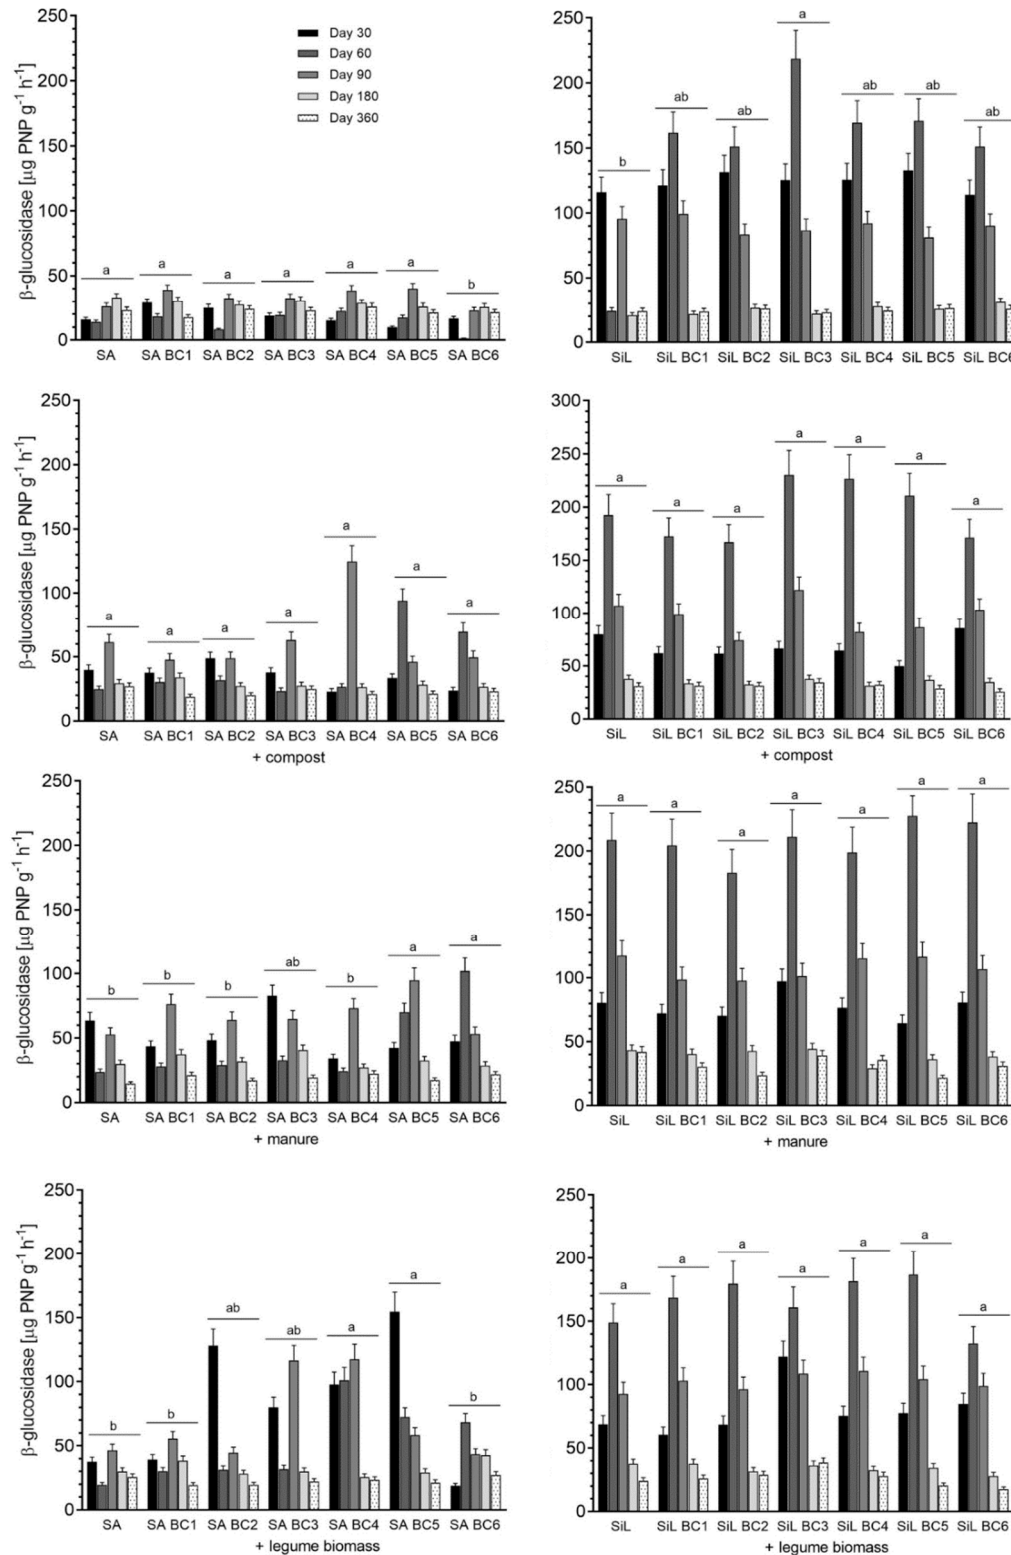 β-glucosidase [µg PNP g⁻¹ h⁻¹]
250
200
150
100
50
0
Day 30
Day 60
Day 90
Day 180
Day 360
a a a a a a b
SA SA BC1 SA BC2 SA BC3 SA BC4 SA BC5 SA BC6
250
200
150
100
50
0
b ab ab a ab ab ab
SiL SiL BC1 SiL BC2 SiL BC3 SiL BC4 SiL BC5 SiL BC6
β-glucosidase [µg PNP g⁻¹ h⁻¹]
250
200
150
100
50
0
a a a a a a a
SA SA BC1 SA BC2 SA BC3 SA BC4 SA BC5 SA BC6
+ compost
300
250
200
150
100
50
0
a a a a a a a
SiL SiL BC1 SiL BC2 SiL BC3 SiL BC4 SiL BC5 SiL BC6
+ compost
β-glucosidase [µg PNP g⁻¹ h⁻¹]
250
200
150
100
50
0
b b b ab b a a
SA SA BC1 SA BC2 SA BC3 SA BC4 SA BC5 SA BC6
+ manure
250
200
150
100
50
0
a a a a a a a
SiL SiL BC1 SiL BC2 SiL BC3 SiL BC4 SiL BC5 SiL BC6
+ manure
β-glucosidase [µg PNP g⁻¹ h⁻¹]
250
200
150
100
50
0
b b ab ab a a b
SA SA BC1 SA BC2 SA BC3 SA BC4 SA BC5 SA BC6
+ legume biomass
250
200
150
100
50
0
a a a a a a a
SiL SiL BC1 SiL BC2 SiL BC3 SiL BC4 SiL BC5 SiL BC6
+ legume biomass